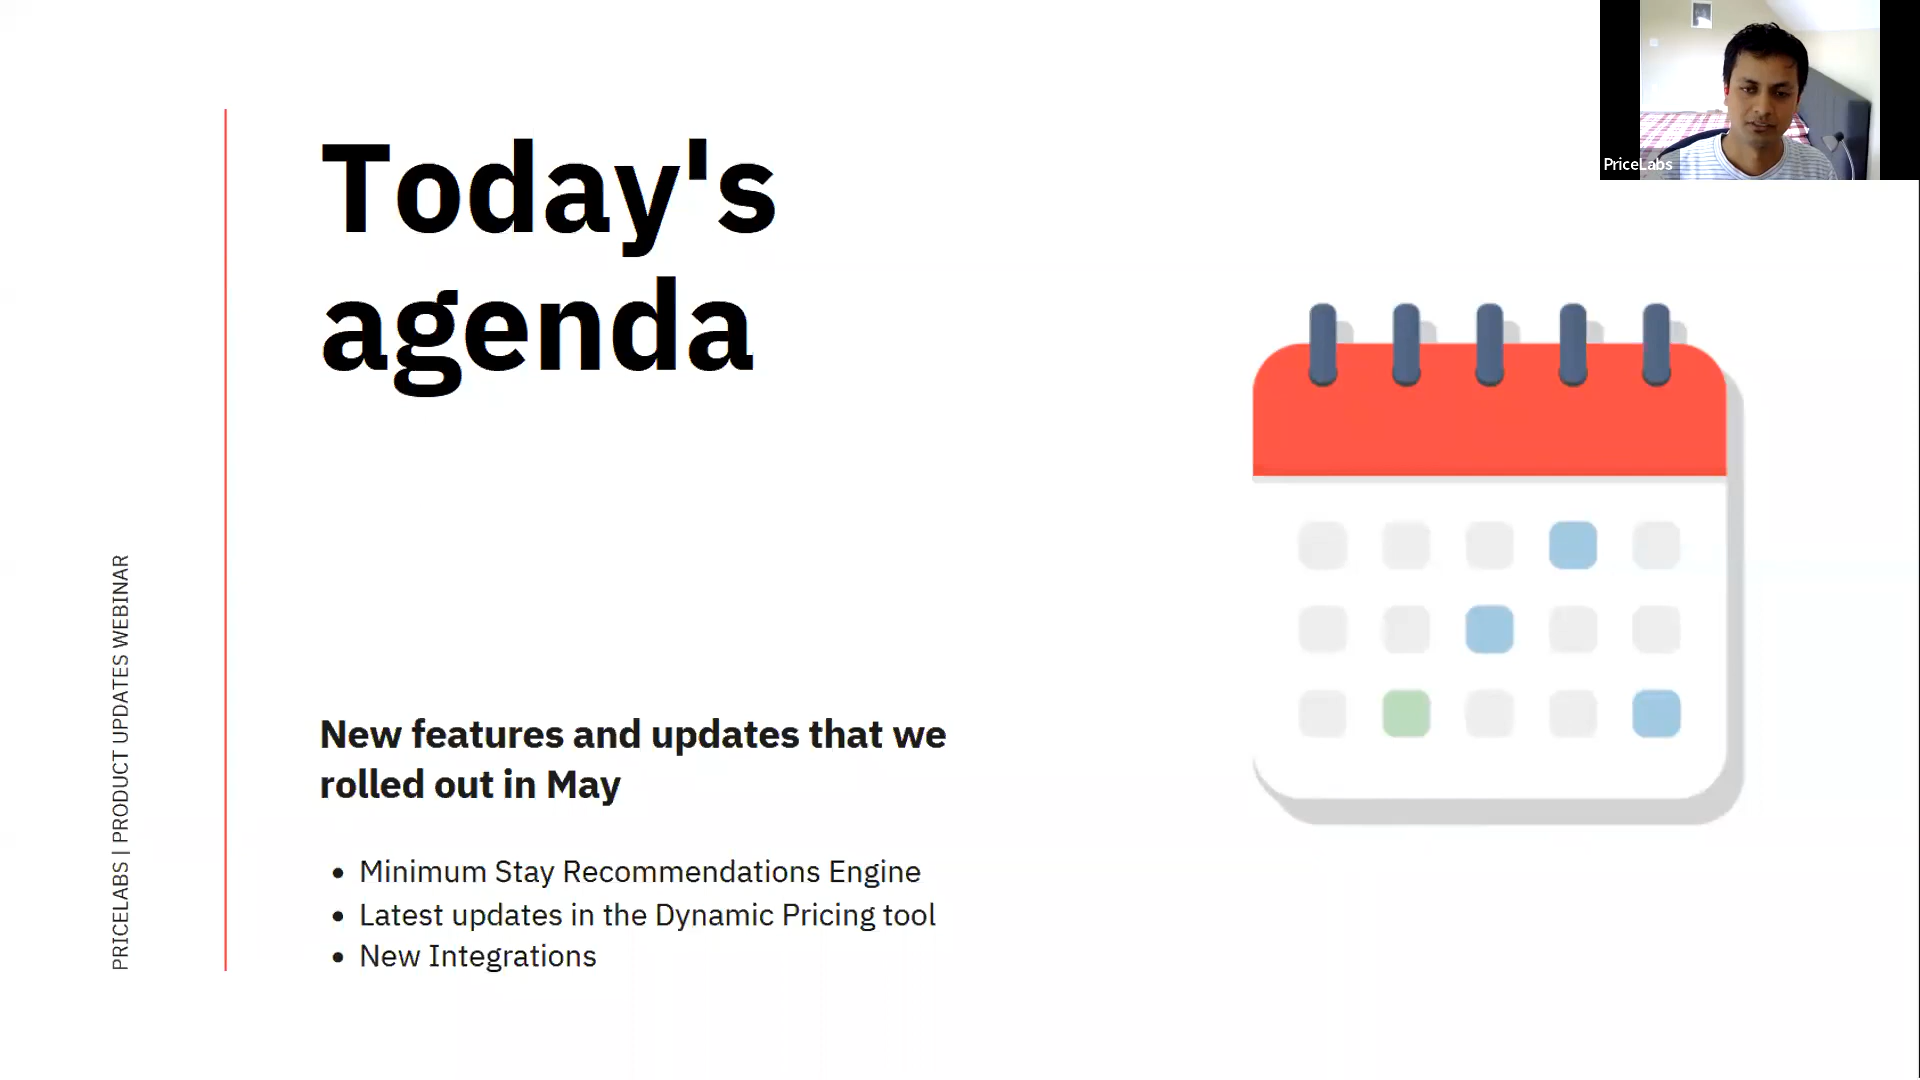 PriceLabs
Today's
agenda
PRICELABS | PRODUCT UPDATES WEBINAR
New features and updates that we
rolled out in May
• Minimum Stay Recommendations Engine
• Latest updates in the Dynamic Pricing tool
• New Integrations